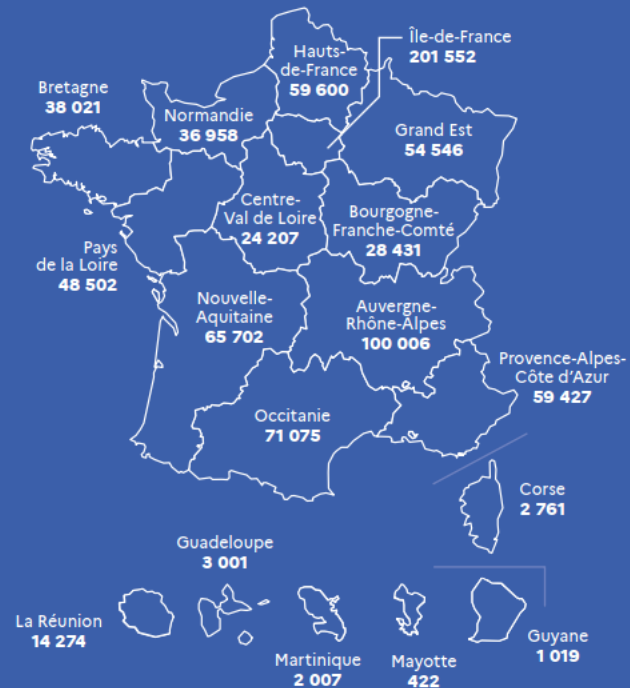 Île-de-France
201 552
Hauts-
de-France
59 600
Bretagne
38 021
Normandie
36 958
Grand Est
54 546
Centre-
Val de Loire
24 207
Bourgogne-
Franche-Comté
28 431
Pays
de la Loire
48 502
Nouvelle-
Aquitaine
65 702
Auvergne-
Rhône-Alpes
100 006
Provence-Alpes-
Côte d'Azur
59 427
Occitanie
71 075
Corse
2 761
Guadeloupe
3 001
La Réunion
14 274
Martinique
2 007
Mayotte
422
Guyane
1 019